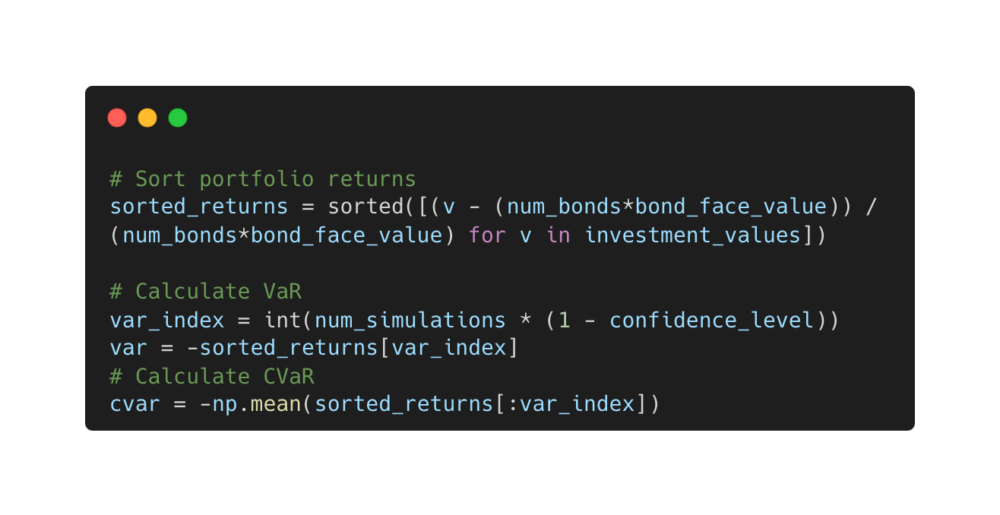 # Sort portfolio returns
sorted_returns = sorted([(v - (num_bonds*bond_face_value)) /
(num_bonds*bond_face_value) for v in investment_values])
# Calculate VaR
var_index = int(num_simulations * (1 - confidence_level))
var = -sorted_returns[var_index]
# Calculate CVaR
cvar = -np.mean(sorted_returns[:var_index])